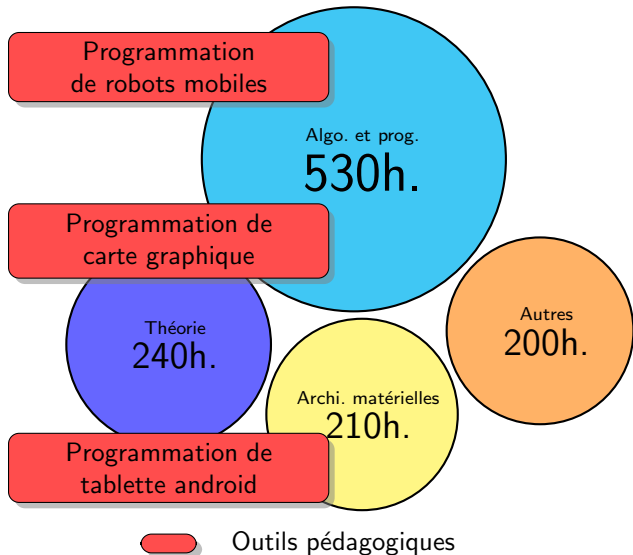 Programmation
de robots mobiles
Algo. et prog.
530h.
Programmation de
carte graphique
Théorie
240h.
Autres
200h.
Archi. matérielles
210h.
Programmation de
tablette android
Outils pédagogiques